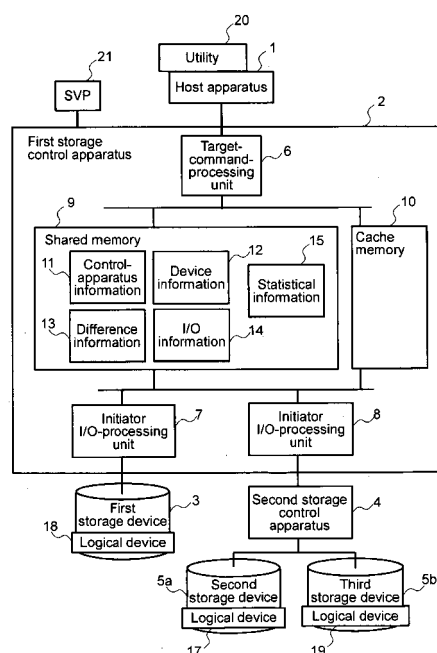 20
Utility
1
Host apparatus
21
SVP
2
First storage
control apparatus
Target-
command-
processing
unit
6
9
10
Shared memory
Cache
memory
11
Control-
apparatus
information
12
Device
information
15
Statistical
information
13
Difference
information
I/O
information
14
Initiator
I/O-processing
unit
7
Initiator
I/O-processing
unit
8
First
storage device
3
18
Logical device
Second storage
control
apparatus
4
5a
Second
storage device
Logical device
17
Third
storage device
5b
Logical device
19